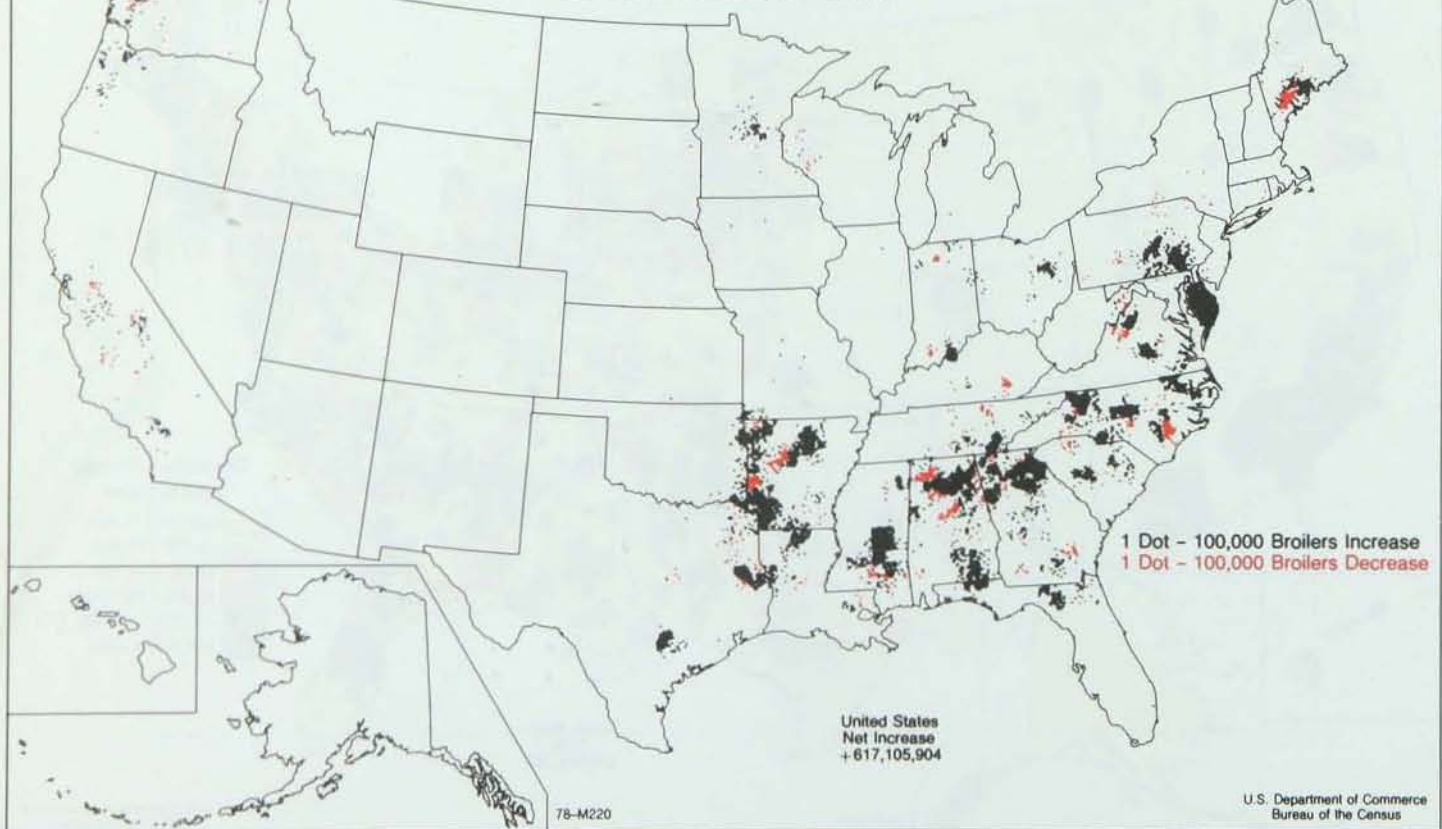 1 Dot – 100,000 Broilers Increase
1 Dot – 100,000 Broilers Decrease
United States
Net Increase
+617,105,904
78–M220
U.S. Department of Commerce
Bureau of the Census